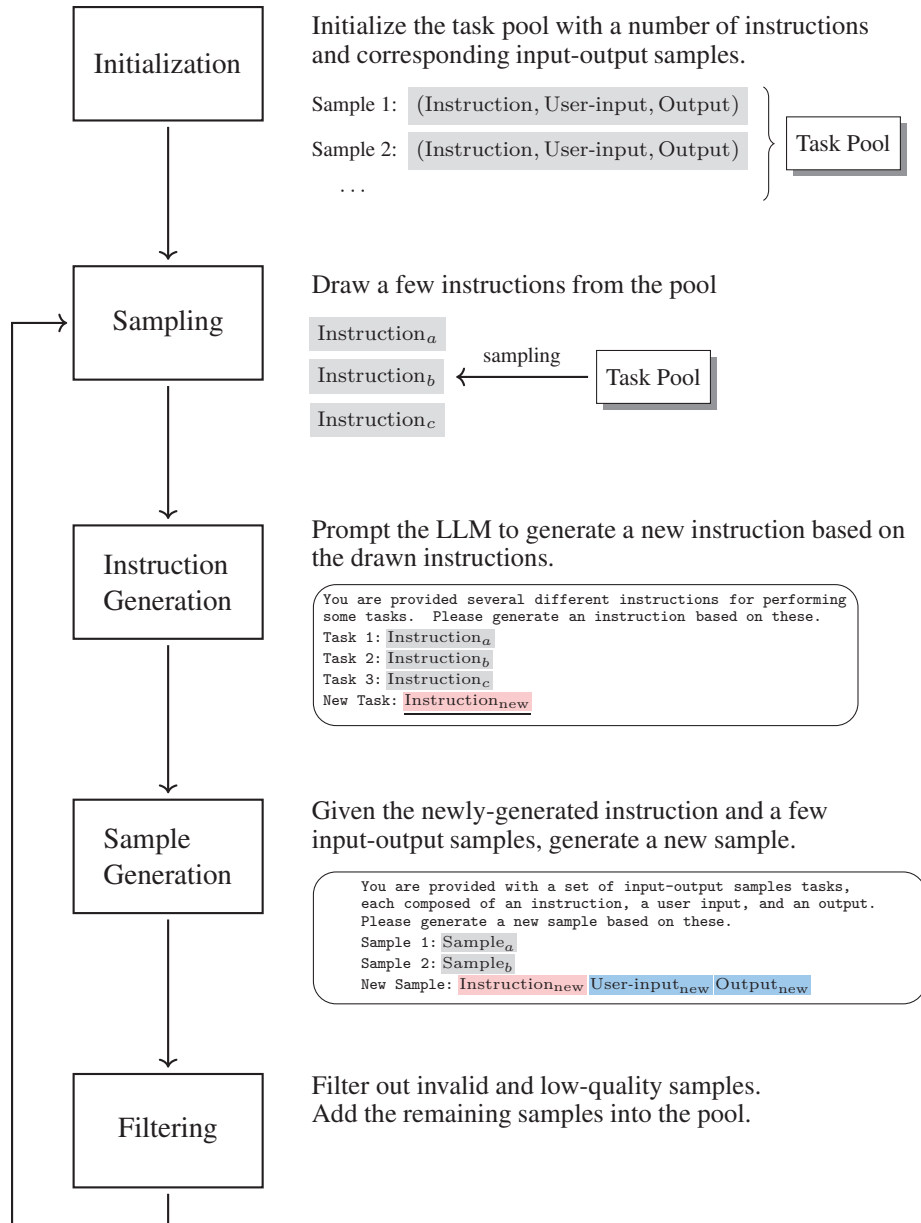 Initialization
Initialize the task pool with a number of instructions
and corresponding input-output samples.
Sample 1: (Instruction, User-input, Output)
Sample 2: (Instruction, User-input, Output)
...
Task Pool
Sampling
Draw a few instructions from the pool
Instruction_a
Instruction_b
Instruction_c
sampling
Task Pool
Instruction
Generation
Prompt the LLM to generate a new instruction based on
the drawn instructions.
You are provided several different instructions for performing
some tasks. Please generate an instruction based on these.
Task 1: Instruction_a
Task 2: Instruction_b
Task 3: Instruction_c
New Task: Instruction_new
Sample
Generation
Given the newly-generated instruction and a few
input-output samples, generate a new sample.
You are provided with a set of input-output samples tasks,
each composed of an instruction, a user input, and an output.
Please generate a new sample based on these.
Sample 1: Sample_a
Sample 2: Sample_b
New Sample: Instruction_new User-input_new Output_new
Filtering
Filter out invalid and low-quality samples.
Add the remaining samples into the pool.